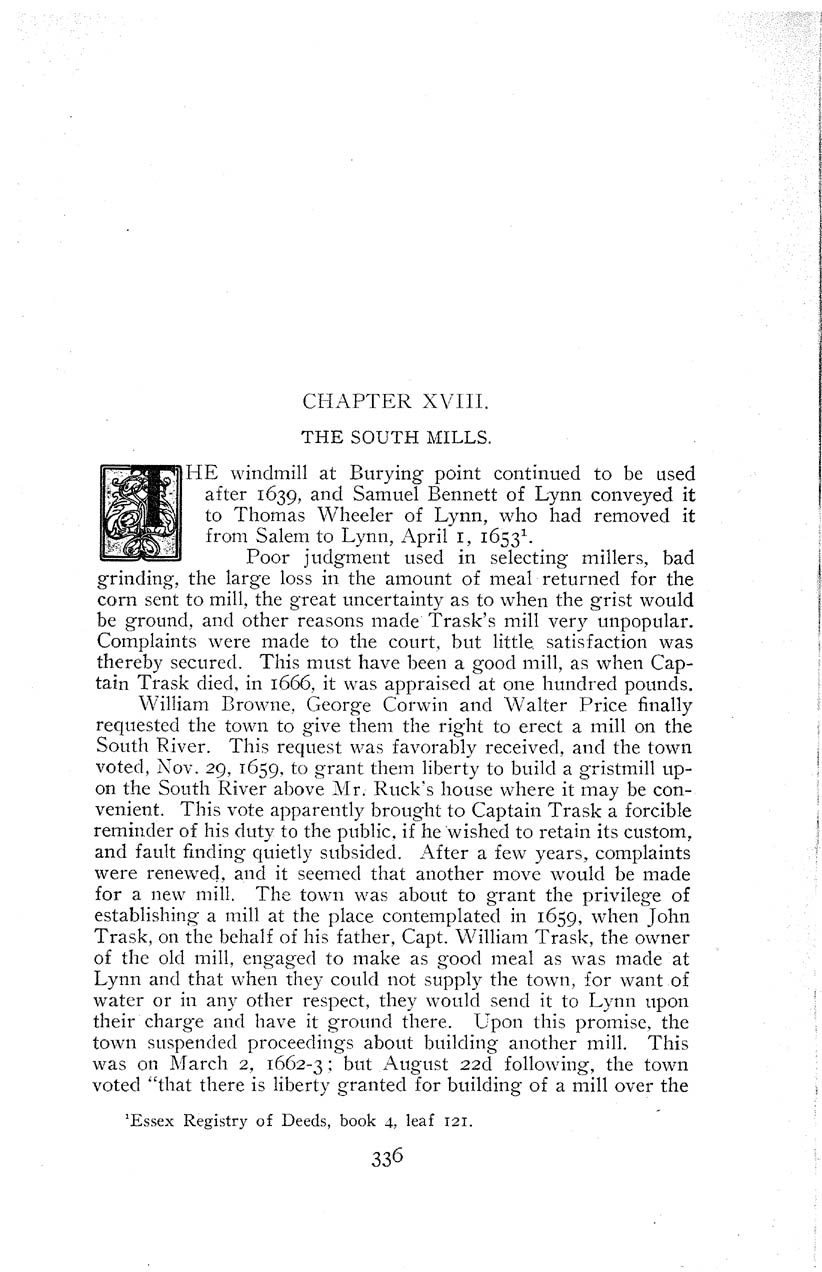 CHAPTER XVIII.
THE SOUTH MILLS.
THE windmill at Burying point continued to be used
after 1639, and Samuel Bennett of Lynn conveyed it
to Thomas Wheeler of Lynn, who had removed it
from Salem to Lynn, April 1, 1653¹.
Poor judgment used in selecting millers, bad
grinding, the large loss in the amount of meal returned for the
corn sent to mill, the great uncertainty as to when the grist would
be ground, and other reasons made Trask's mill very unpopular.
Complaints were made to the court, but little satisfaction was
thereby secured. This must have been a good mill, as when Cap-
tain Trask died, in 1666, it was appraised at one hundred pounds.
William Browne, George Corwin and Walter Price finally
requested the town to give them the right to erect a mill on the
South River. This request was favorably received, and the town
voted, Nov. 29, 1659, to grant them liberty to build a gristmill up-
on the South River above Mr. Ruck's house where it may be con-
venient. This vote apparently brought to Captain Trask a forcible
reminder of his duty to the public, if he wished to retain its custom,
and fault finding quietly subsided. After a few years, complaints
were renewed, and it seemed that another move would be made
for a new mill. The town was about to grant the privilege of
establishing a mill at the place contemplated in 1659, when John
Trask, on the behalf of his father, Capt. William Trask, the owner
of the old mill, engaged to make as good meal as was made at
Lynn and that when they could not supply the town, for want of
water or in any other respect, they would send it to Lynn upon
their charge and have it ground there. Upon this promise, the
town suspended proceedings about building another mill. This
was on March 2, 1662-3; but August 22d following, the town
voted "that there is liberty granted for building of a mill over the
¹Essex Registry of Deeds, book 4, leaf 121.
336